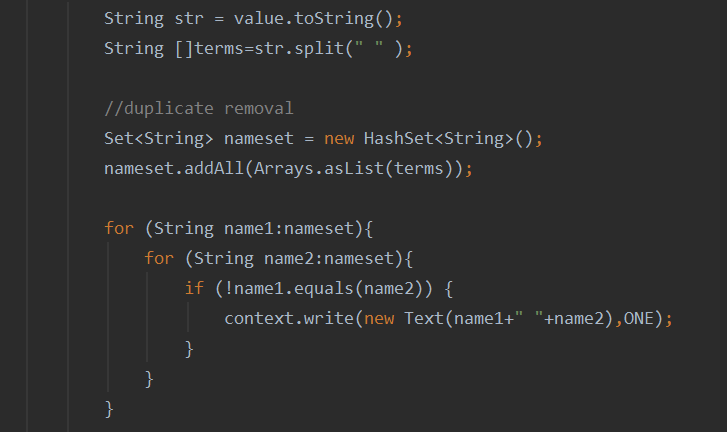 String str = value.toString();
String []terms=str.split(" " );
//duplicate removal
Set<String> nameset = new HashSet<String>();
nameset.addAll(Arrays.asList(terms));
for (String name1:nameset){
for (String name2:nameset){
if (!name1.equals(name2)) {
context.write(new Text(name1+" "+name2),ONE);
}
}
}